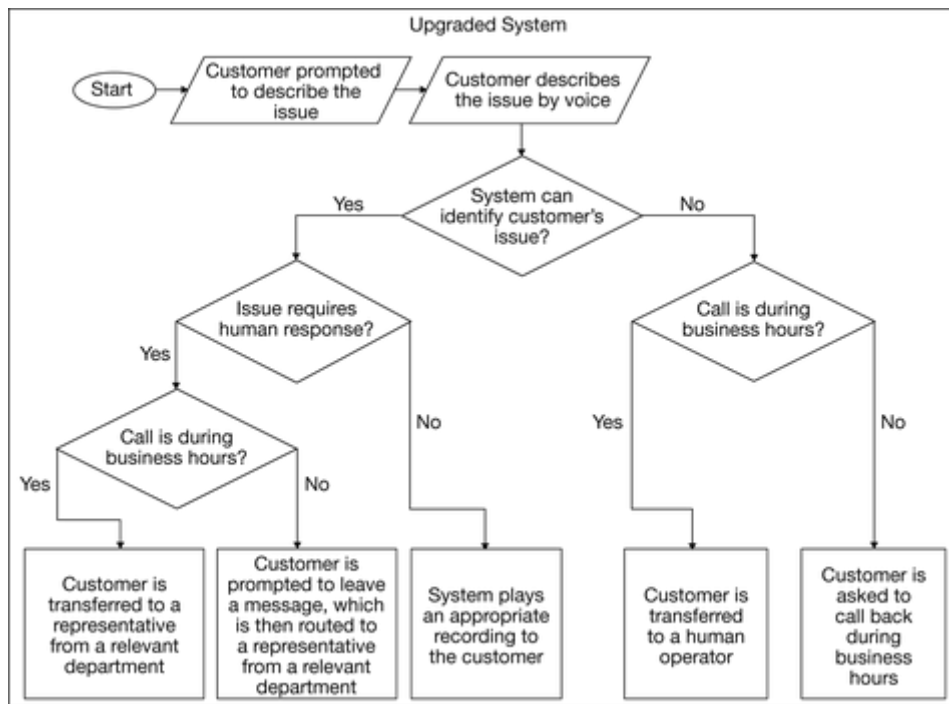 Upgraded System
Start
Customer prompted
to describe the
issue
Customer describes
the issue by voice
System can
identify customer's
issue?
Yes
No
Issue requires
human response?
Call is during
business hours?
Yes
No
Yes
No
Call is during
business hours?
Yes
No
Customer is
transferred to a
representative
from a relevant
department
Customer is
prompted to leave
a message, which
is then routed to
a representative
from a relevant
department
System plays
an appropriate
recording to
the customer
Customer is
transferred
to a human
operator
Customer is
asked to
call back
during
business
hours